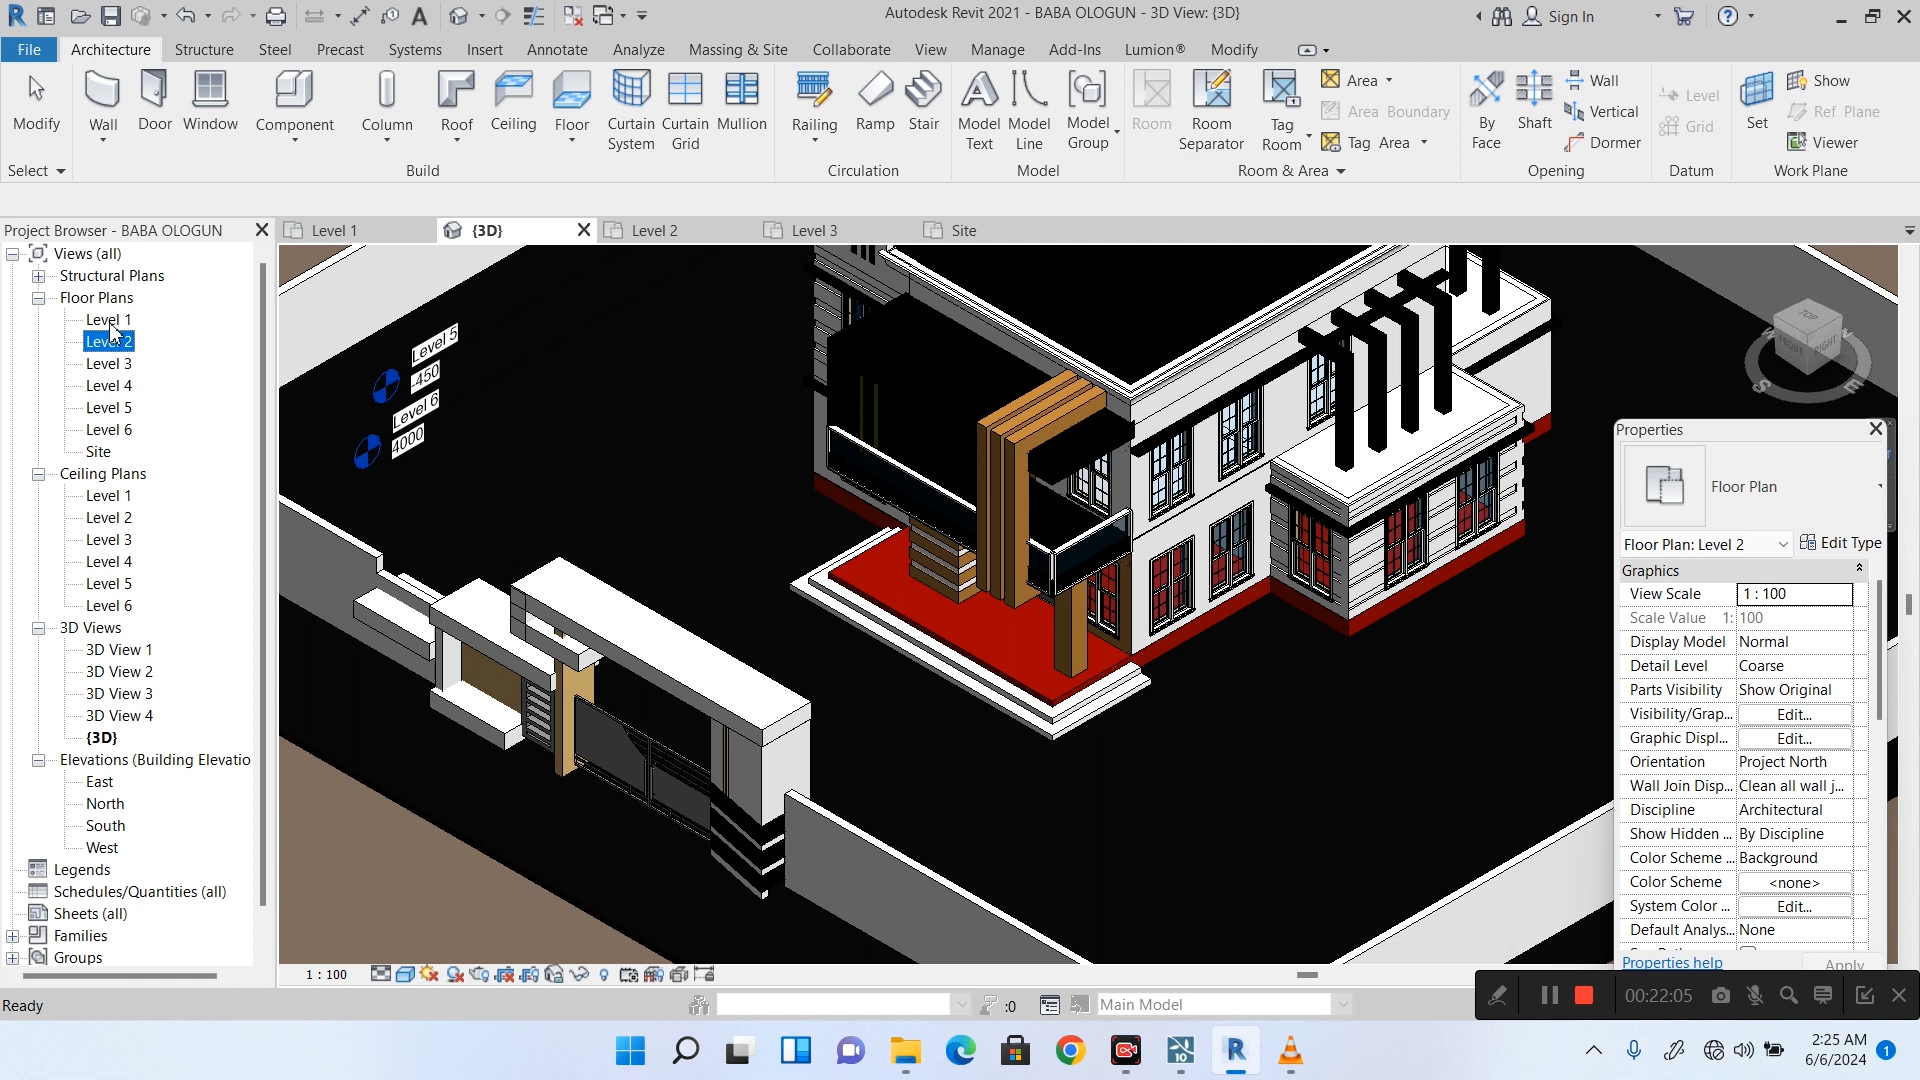 Autodesk Revit 2021 - BABA OLOGUN - 3D View: {3D}
Sign In
File Architecture Structure Steel Precast Systems Insert Annotate Analyze Massing & Site Collaborate View Manage Add-Ins Lumion® Modify
Modify Wall Door Window Component Column Roof Ceiling Floor Curtain System Curtain Grid Mullion Railing Ramp Stair Model Text Model Line Model Group Room Room Separator Tag Room Area Area Boundary Tag Area By Face Shaft Wall Vertical Dormer Level Grid Set Show Ref Plane Viewer
Select Build Circulation Model Room & Area Opening Datum Work Plane
Project Browser - BABA OLOGUN
Level 1 {3D} Level 2 Level 3 Site
Views (all)
Structural Plans
Floor Plans
Level 1
Level 2
Level 3
Level 4
Level 5
Level 6
Site
Ceiling Plans
Level 1
Level 2
Level 3
Level 4
Level 5
Level 6
3D Views
3D View 1
3D View 2
3D View 3
3D View 4
{3D}
Elevations (Building Elevatio
East
North
South
West
Legends
Schedules/Quantities (all)
Sheets (all)
Families
Groups
Level 5
-450
Level 6
4000
TOP
FRONT
RIGHT
W N S E
Properties
Floor Plan
Floor Plan: Level 2 Edit Type
Graphics
View Scale 1 : 100
Scale Value 1: 100
Display Model Normal
Detail Level Coarse
Parts Visibility Show Original
Visibility/Grap... Edit...
Graphic Displ... Edit...
Orientation Project North
Wall Join Disp... Clean all wall j...
Discipline Architectural
Show Hidden ... By Discipline
Color Scheme ... Background
Color Scheme <none>
System Color ... Edit...
Default Analys... None
Properties help Apply
1 : 100
Ready
:0
Main Model
00:22:05
10
2:25 AM
6/6/2024
1